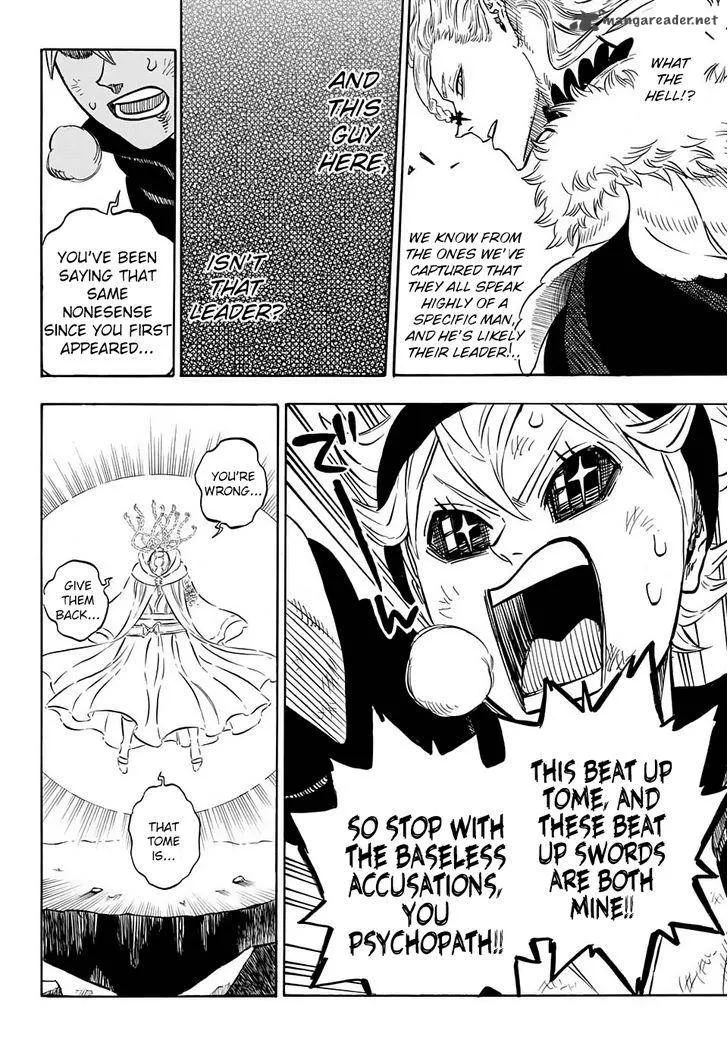 mangareader.net
WHAT
THE
HELL!?
WE KNOW FROM
THE ONES WE'VE
CAPTURED THAT
THEY ALL SPEAK
HIGHLY OF A
SPECIFIC MAN,
AND HE'S LIKELY
THEIR LEADER...
AND
THIS
GUY
HERE,
ISN'T
THAT
LEADER?
YOU'VE BEEN
SAYING THAT
SAME
NONESENSE
SINCE YOU FIRST
APPEARED...
THIS BEAT UP
TOME, AND
THESE BEAT
UP SWORDS
ARE BOTH
MINE!!
SO STOP WITH
THE BASELESS
ACCUSATIONS,
YOU
PSYCHOPATH!!
YOU'RE
WRONG...
GIVE
THEM
BACK...
THAT
TOME
IS...